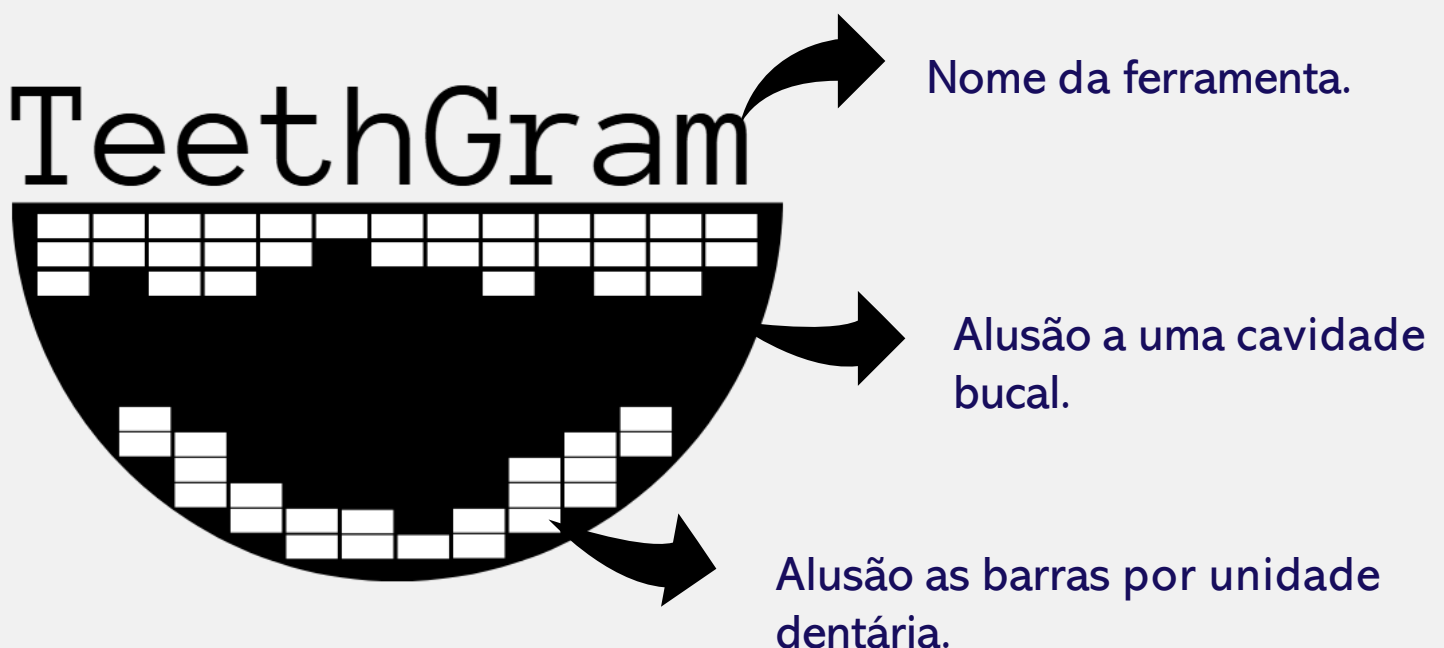 TeethGram
Nome da ferramenta.
Alusão a uma cavidade
bucal.
Alusão as barras por unidade
dentária.